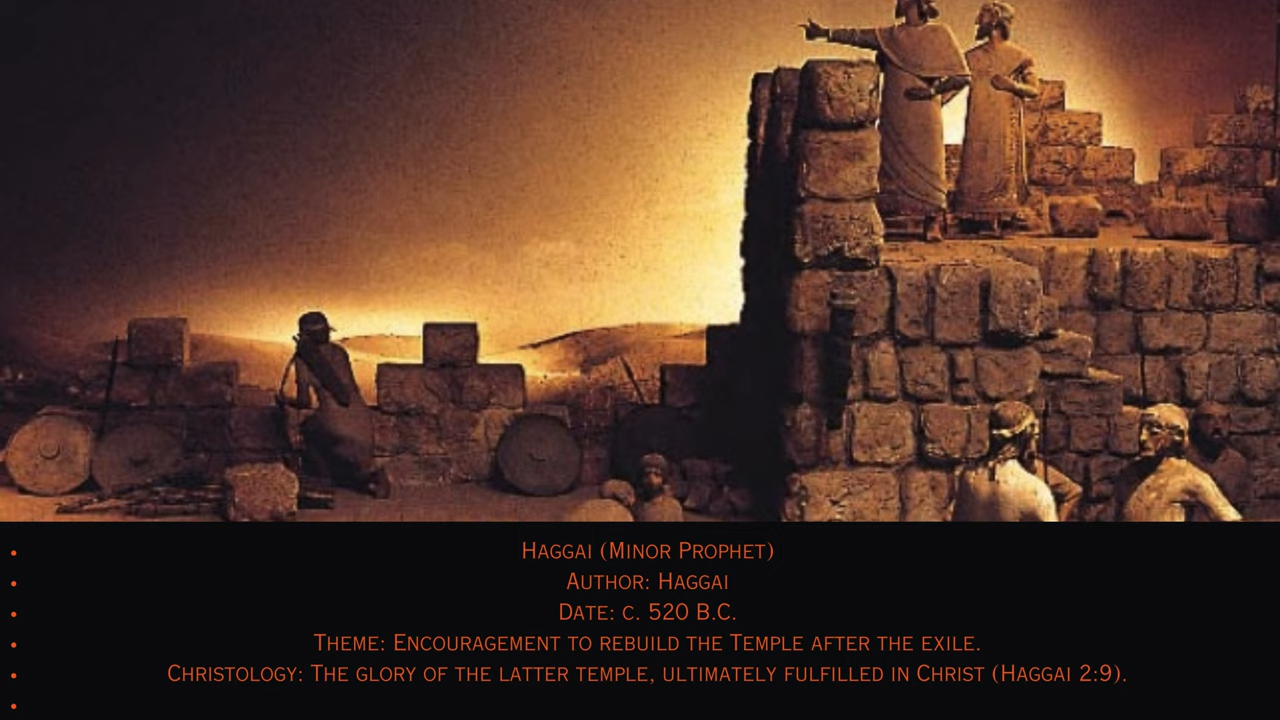 • Haggai (Minor Prophet)
• Author: Haggai
• Date: c. 520 B.C.
• Theme: Encouragement to rebuild the Temple after the exile.
• Christology: The glory of the latter temple, ultimately fulfilled in Christ (Haggai 2:9).
•